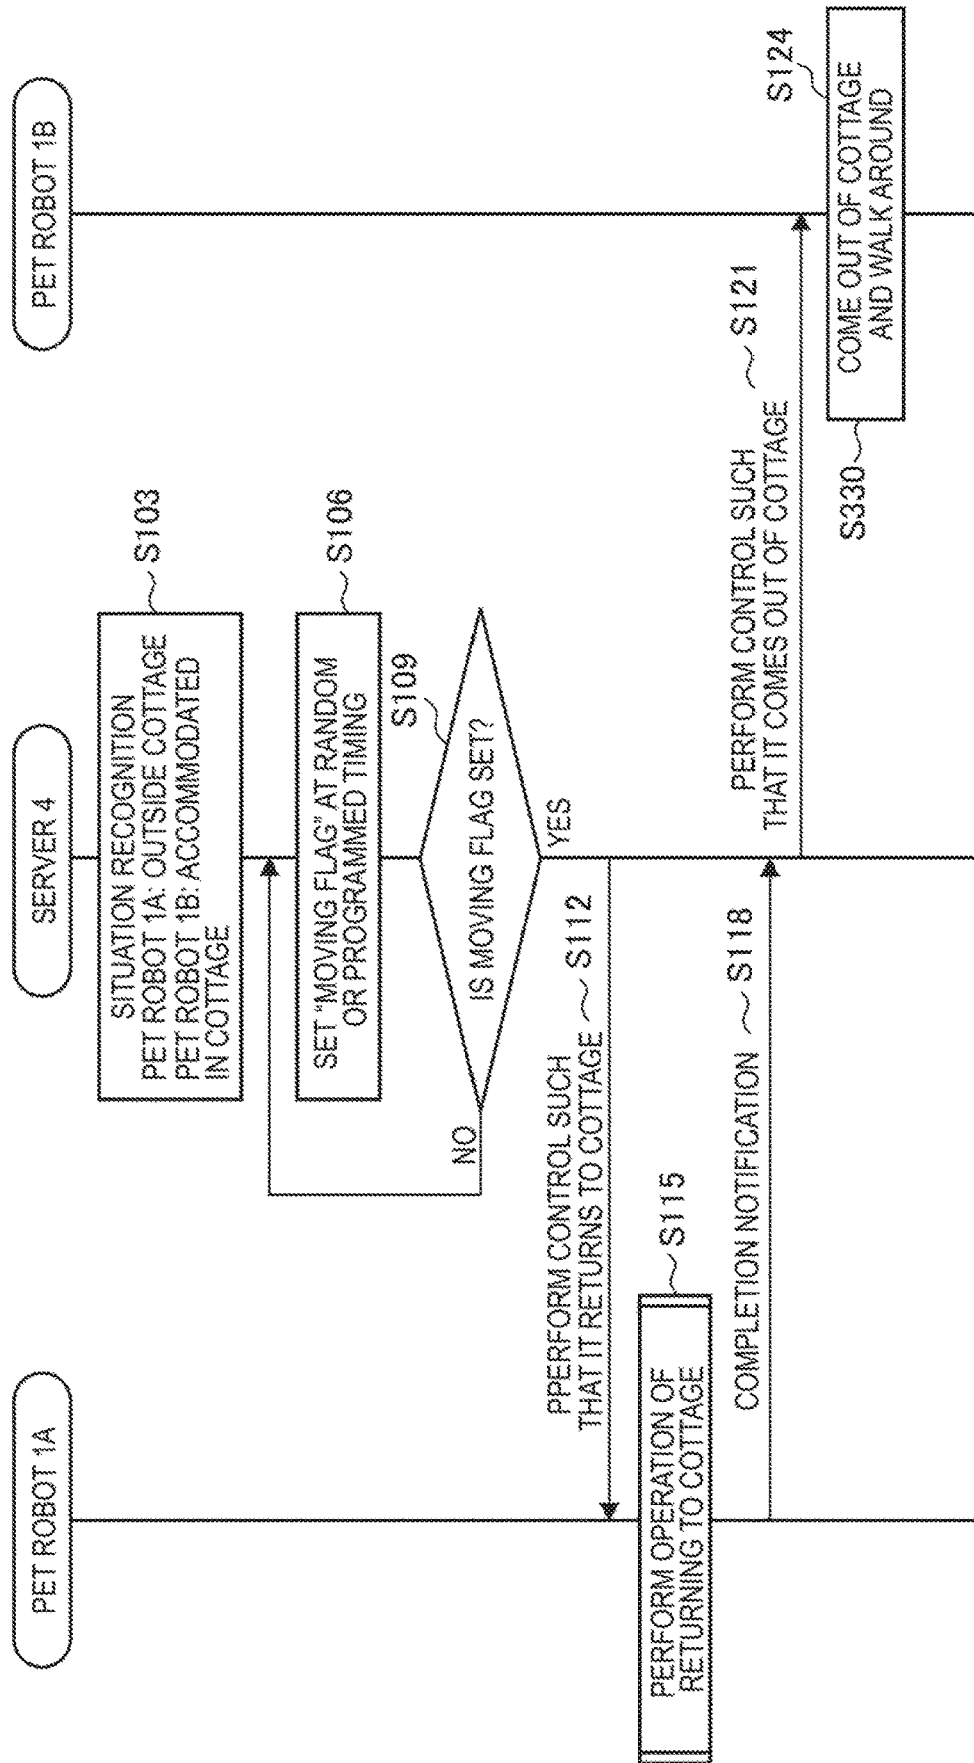 PET ROBOT 1A
SERVER 4
PET ROBOT 1B
SITUATION RECOGNITION
PET ROBOT 1A: OUTSIDE COTTAGE
PET ROBOT 1B: ACCOMMODATED
IN COTTAGE
S103
SET "MOVING FLAG" AT RANDOM
OR PROGRAMMED TIMING
S106
S109
IS MOVING FLAG SET?
NO
YES
PPERFORM CONTROL SUCH
THAT IT RETURNS TO COTTAGE
S112
PERFORM OPERATION OF
RETURNING TO COTTAGE
S115
COMPLETION NOTIFICATION
S118
PERFORM CONTROL SUCH
THAT IT COMES OUT OF COTTAGE
S121
S124
COME OUT OF COTTAGE
AND WALK AROUND
S330